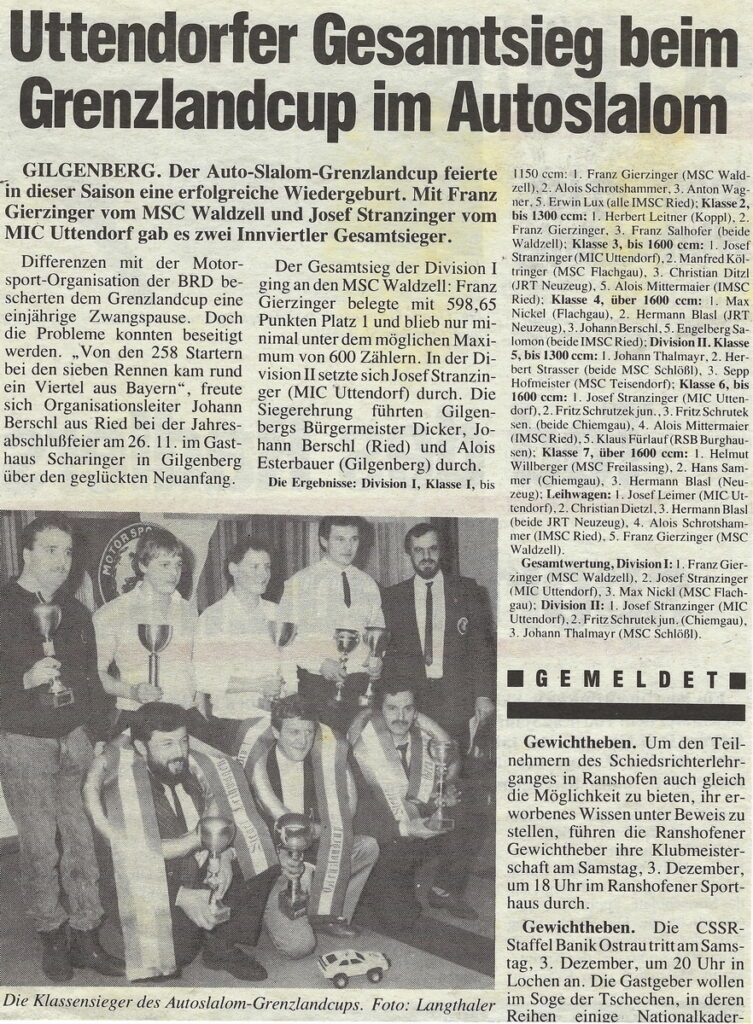 Uttendorfer Gesamtsieg beim
Grenzlandcup im Autoslalom
GILGENBERG. Der Auto-Slalom-Grenzlandcup feierte
in dieser Saison eine erfolgreiche Wiedergeburt. Mit Franz
Gierzinger vom MSC Waldzell und Josef Stranzinger vom
MIC Uttendorf gab es zwei Innviertler Gesamtsieger.
Differenzen mit der Motor-
sport-Organisation der BRD be-
scherten dem Grenzlandcup eine
einjährige Zwangspause. Doch
die Probleme konnten beseitigt
werden. „Von den 258 Startern
bei den sieben Rennen kam rund
ein Viertel aus Bayern“, freute
sich Organisationsleiter Johann
Berschl aus Ried bei der Jahres-
abschlußfeier am 26. 11. im Gast-
haus Scharinger in Gilgenberg
über den geglückten Neuanfang.
Der Gesamtsieg der Division I
ging an den MSC Waldzell: Franz
Gierzinger belegte mit 598,65
Punkten Platz 1 und blieb nur mi-
nimal unter dem möglichen Maxi-
mum von 600 Zählern. In der Di-
vision II setzte sich Josef Stranzin-
ger (MIC Uttendorf) durch. Die
Siegerehrung führten Gilgen-
bergs Bürgermeister Dicker, Jo-
hann Berschl (Ried) und Alois
Esterbauer (Gilgenberg) durch.
Die Ergebnisse: Division I, Klasse I, bis
1150 ccm: 1. Franz Gierzinger (MSC Wald-
zell), 2. Alois Schrotshammer, 3. Anton Wag-
ner, 5. Erwin Lux (alle IMSC Ried); Klasse 2,
bis 1300 ccm: 1. Herbert Leitner (Koppl), 2.
Franz Gierzinger, 3. Franz Salhofer (beide
Waldzell); Klasse 3, bis 1600 ccm: 1. Josef
Stranzinger (MIC Uttendorf), 2. Manfred Köl-
tringer (MSC Flachgau), 3. Christian Ditzl
(JRT Neuzeug), 5. Alois Mittermaier (IMSC
Ried); Klasse 4, über 1600 ccm: 1. Max
Nickel (Flachgau), 2. Hermann Blasl (JRT
Neuzeug), 3. Johann Berschl, 5. Engelberg Sa-
lomon (beide IMSC Ried); Division II. Klasse
5, bis 1300 ccm: 1. Johann Thalmayr, 2. Her-
bert Strasser (beide MSC Schlößl), 3. Sepp
Hofmeister (MSC Teisendorf); Klasse 6, bis
1600 ccm: 1. Josef Stranzinger (MIC Utten-
dorf), 2. Fritz Schrutzek jun., 3. Fritz Schrutek
sen. (beide Chiemgau), 4. Alois Mittermaier
(IMSC Ried), 5. Klaus Fürlauf (RSB Burghau-
sen); Klasse 7, über 1600 ccm: 1. Helmut
Willberger (MSC Freilassing), 2. Hans Sam-
mer (Chiemgau), 3. Hermann Blasl (Neu-
zeug); Leihwagen: 1. Josef Leimer (MIC Ut-
tendorf), 2. Christian Dietzl, 3. Hermann Blasl
(beide JRT Neuzeug), 4. Alois Schrotsham-
mer (IMSC Ried), 5. Franz Gierzinger (MSC
Waldzell).
Gesamtwertung, Division I: 1. Franz Gier-
zinger (MSC Waldzell), 2. Josef Stranzinger
(MIC Uttendorf), 3. Max Nickl (MSC Flach-
gau); Division II: 1. Josef Stranzinger (MIC
Uttendorf), 2. Fritz Schrutek jun. (Chiemgau),
3. Johann Thalmayr (MSC Schlößl).
MOTORSP
Die Klassensieger des Autoslalom-Grenzlandcups. Foto: Langthaler
GEMELDET
Gewichtheben. Um den Teil-
nehmern des Schiedsrichterlehr-
ganges in Ranshofen auch gleich
die Möglichkeit zu bieten, ihr er-
worbenes Wissen unter Beweis zu
stellen, führen die Ranshofener
Gewichtheber ihre Klubmeister-
schaft am Samstag, 3. Dezember,
um 18 Uhr im Ranshofener Sport-
haus durch.
Gewichtheben. Die CSSR-
Staffel Banik Ostrau tritt am Sams-
tag, 3. Dezember, um 20 Uhr in
Lochen an. Die Gastgeber wollen
im Soge der Tschechen, in deren
Reihen einige Nationalkader-